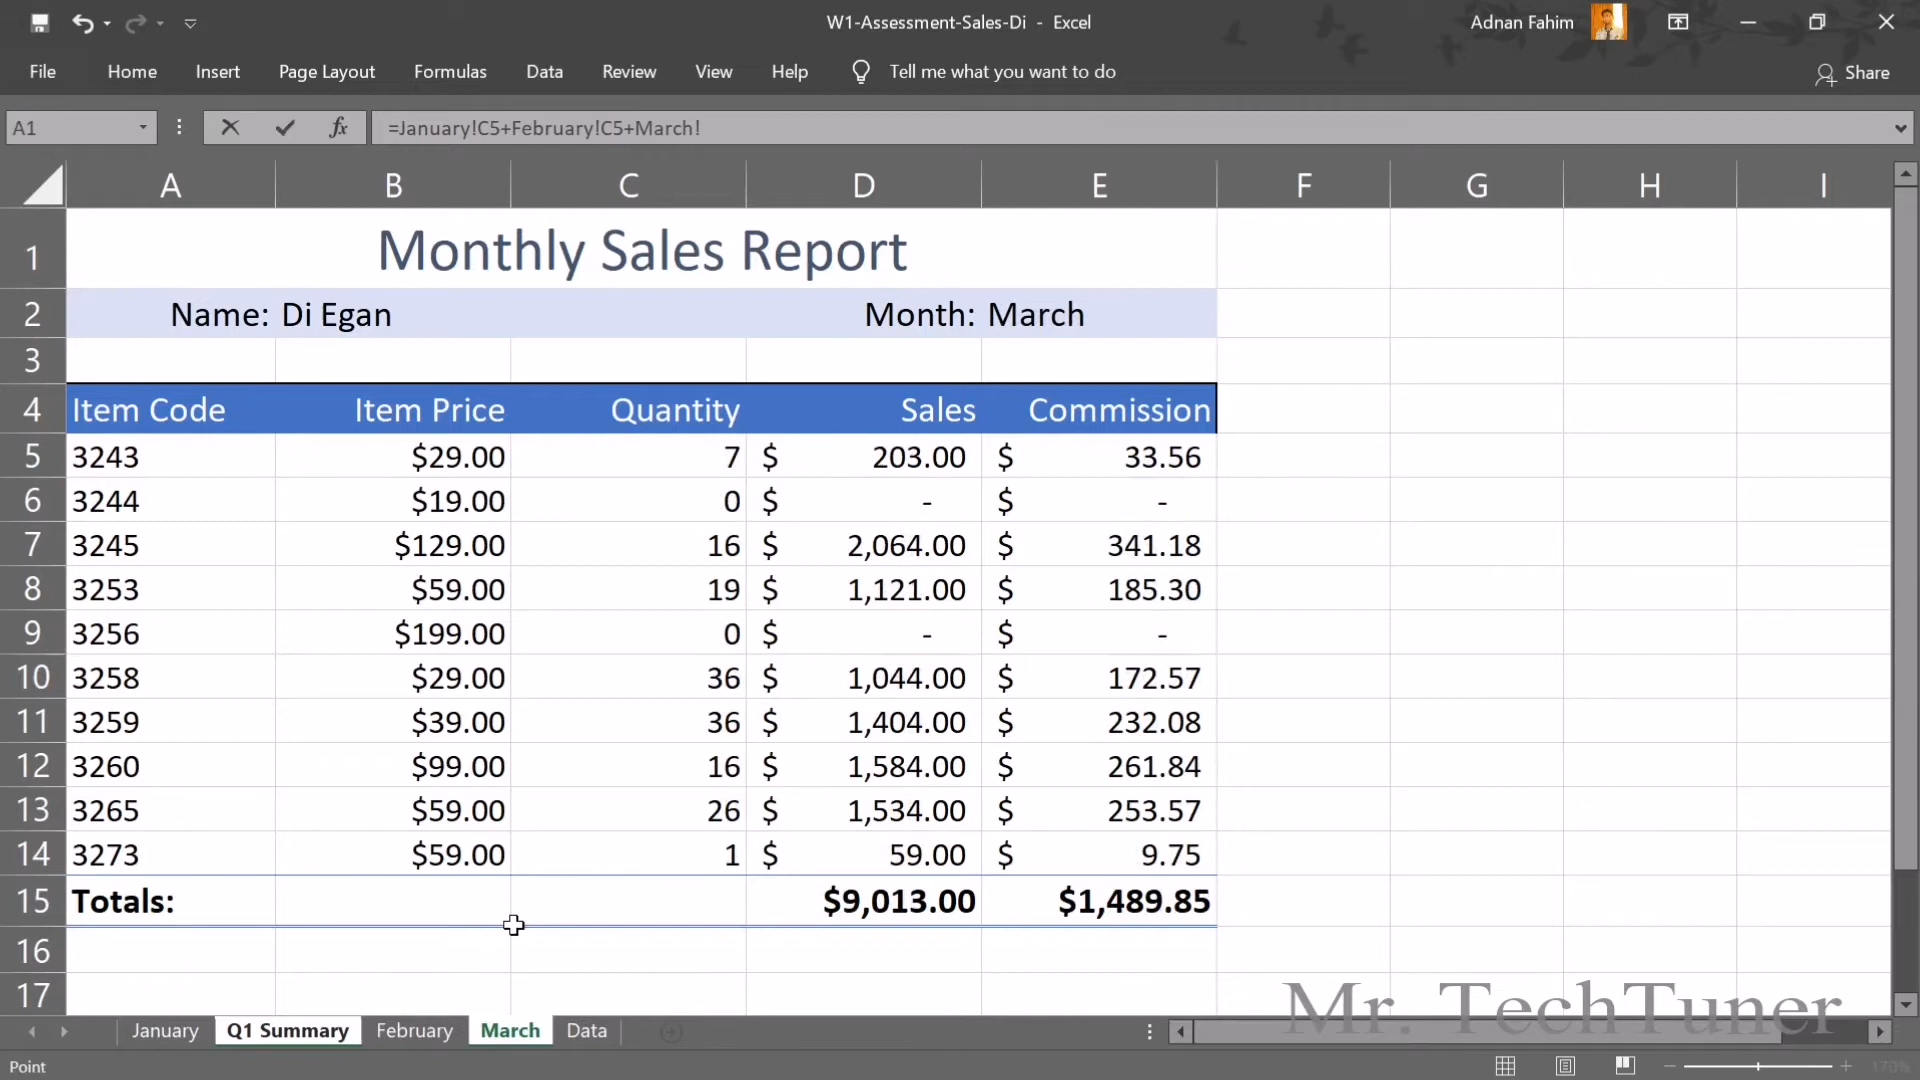 W1-Assessment-Sales-Di - Excel
Adnan Fahim
File Home Insert Page Layout Formulas Data Review View Help Tell me what you want to do Share
A1 fx =January!C5+February!C5+March!
A B C D E F G H I
1 Monthly Sales Report
2 Name: Di Egan Month: March
3
4 Item Code Item Price Quantity Sales Commission
5 3243 $29.00 7 $ 203.00 $ 33.56
6 3244 $19.00 0 $ - $ -
7 3245 $129.00 16 $ 2,064.00 $ 341.18
8 3253 $59.00 19 $ 1,121.00 $ 185.30
9 3256 $199.00 0 $ - $ -
10 3258 $29.00 36 $ 1,044.00 $ 172.57
11 3259 $39.00 36 $ 1,404.00 $ 232.08
12 3260 $99.00 16 $ 1,584.00 $ 261.84
13 3265 $59.00 26 $ 1,534.00 $ 253.57
14 3273 $59.00 1 $ 59.00 $ 9.75
15 Totals: $9,013.00 $1,489.85
16
17
Mr. TechTuner
January Q1 Summary February March Data
Point 170%